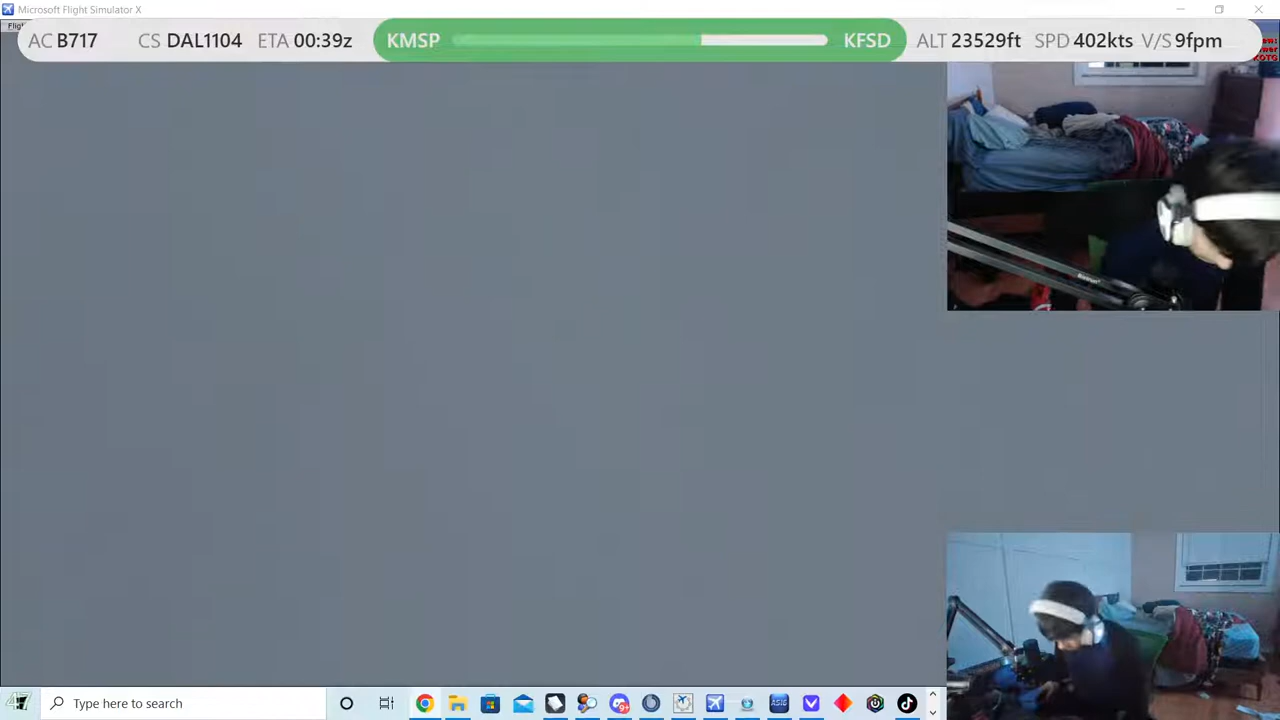 Microsoft Flight Simulator X
AC B717 CS DAL1104 ETA 00:39z KMSP KFSD ALT 23529ft SPD 402kts V/S 9fpm
Type here to search